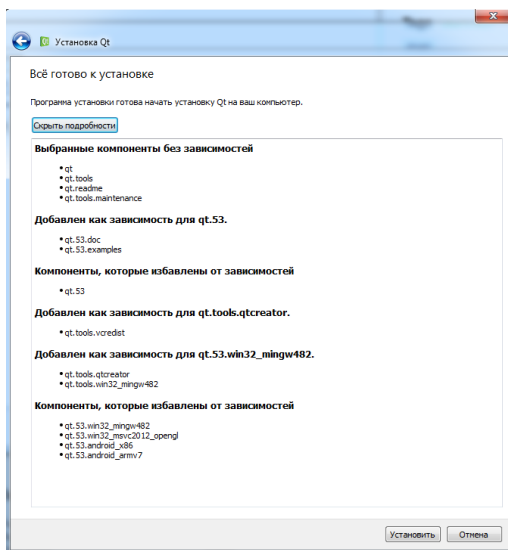 Установка Qt
Всё готово к установке
Программа установки готова начать установку Qt на ваш компьютер.
Скрыть подробности
Выбранные компоненты без зависимостей
• qt
• qt.tools
• qt.readme
• qt.tools.maintenance
Добавлен как зависимость для qt.53.
• qt.53.doc
• qt.53.examples
Компоненты, которые избавлены от зависимостей
• qt.53
Добавлен как зависимость для qt.tools.qtcreator.
• qt.tools.vcredist
Добавлен как зависимость для qt.53.win32_mingw482.
• qt.tools.qtcreator
• qt.tools.win32_mingw482
Компоненты, которые избавлены от зависимостей
• qt.53.win32_mingw482
• qt.53.win32_msvc2012_opengl
• qt.53.android_x86
• qt.53.android_armv7
Установить Отмена